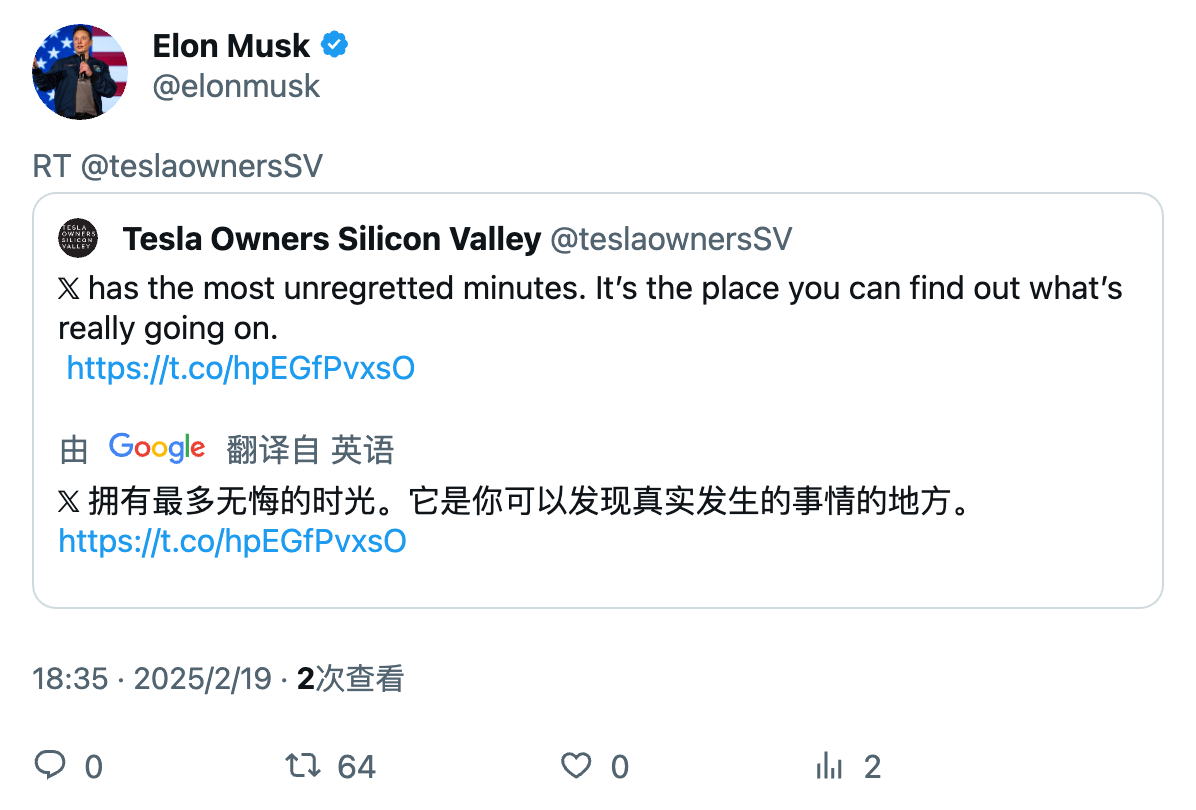 Elon Musk
@elonmusk
RT @teslaownersSV
TESLA
OWNERS
SILICON
VALLEY
Tesla Owners Silicon Valley @teslaownersSV
𝕏 has the most unregretted minutes. It’s the place you can find out what’s
really going on.
https://t.co/hpEGfPvxsO
由 Google 翻译自 英语
𝕏 拥有最多无悔的时光。它是你可以发现真实发生的事情的地方。
https://t.co/hpEGfPvxsO
18:35 · 2025/2/19 · 2次查看
0 64 0 2